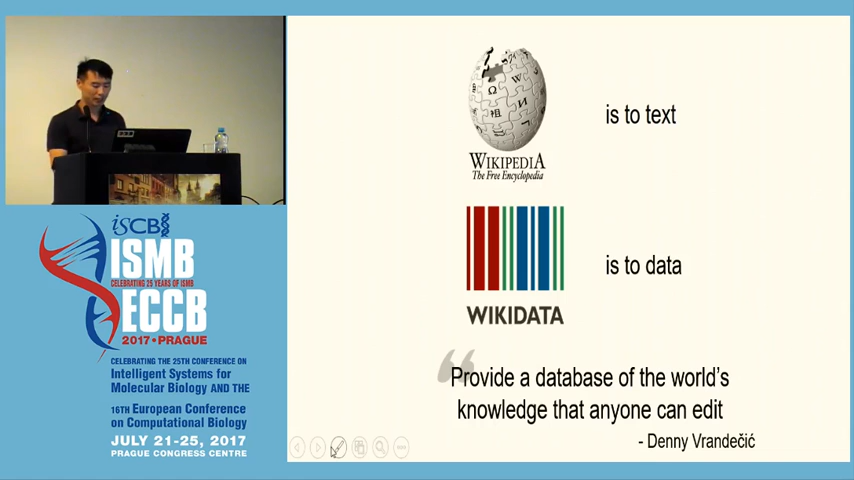 iSCB
ISMB
CELEBRATING 25 YEARS OF ISMB
ECCB
2017 • PRAGUE
CELEBRATING THE 25TH CONFERENCE ON
Intelligent Systems for
Molecular Biology AND THE
16TH European Conference
on Computational Biology
JULY 21-25, 2017
PRAGUE CONGRESS CENTRE
Ω
W
И
祖
WIKIPEDIA
The Free Encyclopedia
is to text
WIKIDATA
is to data
“Provide a database of the world’s
knowledge that anyone can edit
- Denny Vrandečić